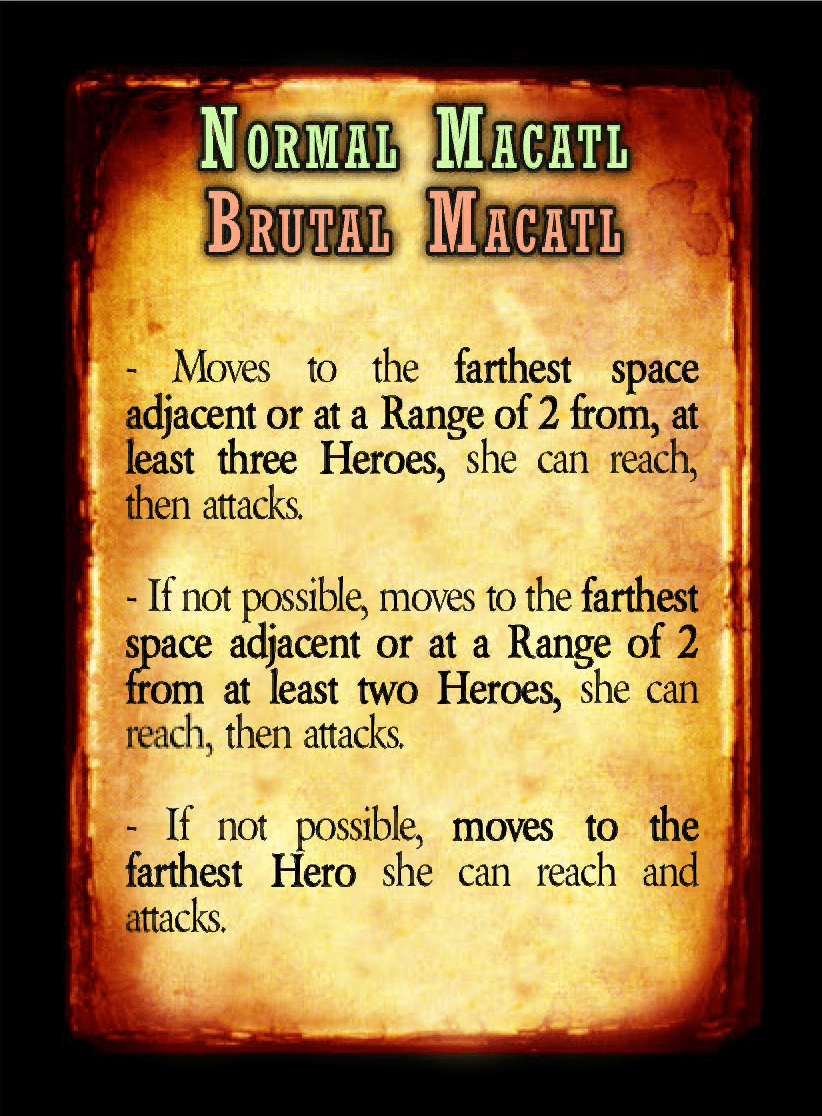 Normal Macatl
Brutal Macatl
- Moves to the farthest space
adjacent or at a Range of 2 from, at
least three Heroes, she can reach,
then attacks.
- If not possible, moves to the farthest
space adjacent or at a Range of 2
from at least two Heroes, she can
reach, then attacks.
- If not possible, moves to the
farthest Hero she can reach and
attacks.